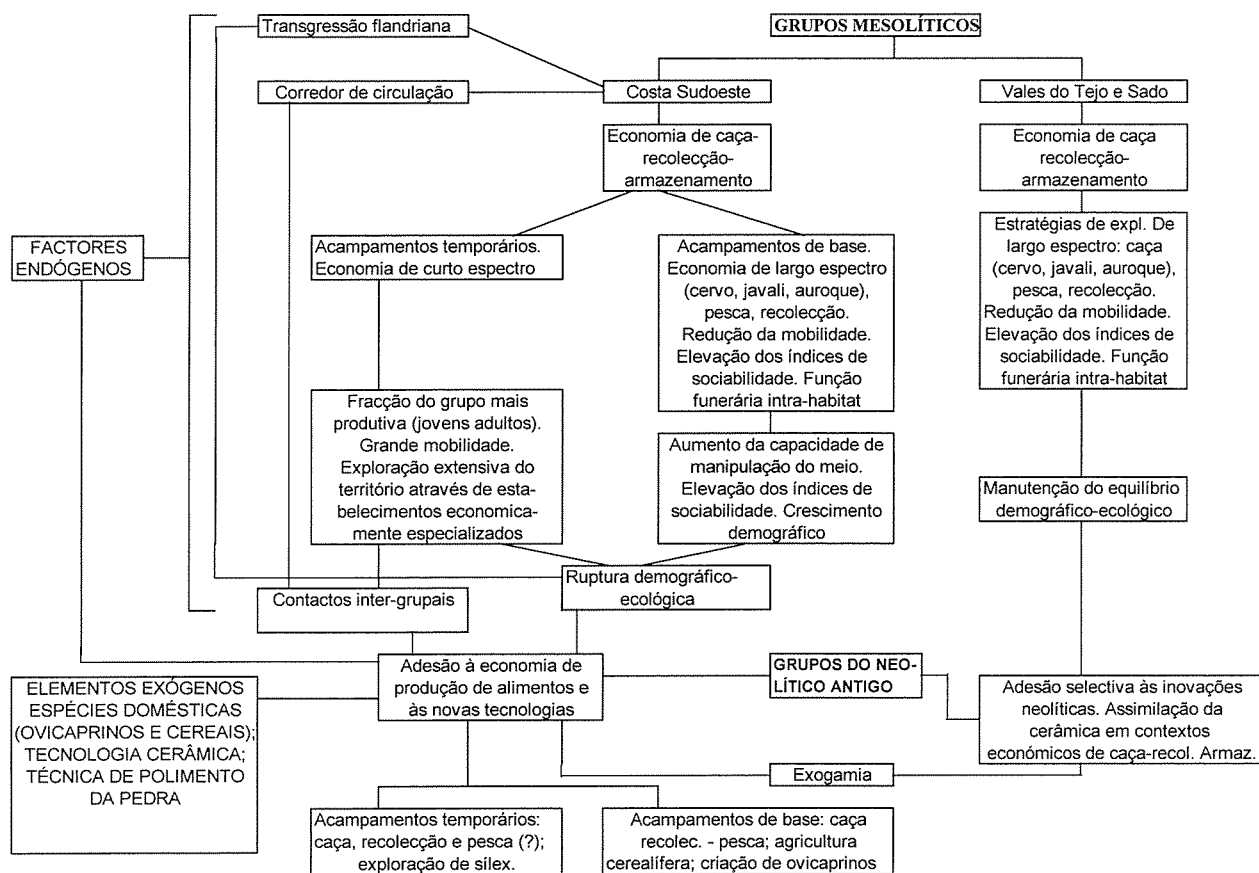 Transgressão flandriana
GRUPOS MESOLÍTICOS
Corredor de circulação
Costa Sudoeste
Vales do Tejo e Sado
Economia de caça-
recolecção-
armazenamento
Economia de caça
recolecção-
armazenamento
FACTORES
ENDÓGENOS
Acampamentos temporários.
Economia de curto espectro
Acampamentos de base.
Economia de largo espectro
(cervo, javali, auroque),
pesca, recolecção.
Redução da mobilidade.
Elevação dos índices de
sociabilidade. Função
funerária intra-habitat
Estratégias de expl. De
largo espectro: caça
(cervo, javali, auroque),
pesca, recolecção.
Redução da mobilidade.
Elevação dos índices de
sociabilidade. Função
funerária intra-habitat
Fracção do grupo mais
produtiva (jovens adultos).
Grande mobilidade.
Exploração extensiva do
território através de esta-
belecimentos economica-
mente especializados
Aumento da capacidade de
manipulação do meio.
Elevação dos índices de
sociabilidade. Crescimento
demográfico
Manutenção do equilíbrio
demográfico-ecológico
Contactos inter-grupais
Ruptura demográfico-
ecológica
Adesão à economia de
produção de alimentos e
às novas tecnologias
GRUPOS DO NEO-
LÍTICO ANTIGO
ELEMENTOS EXÓGENOS
ESPÉCIES DOMÉSTICAS
(OVICAPRINOS E CEREAIS);
TECNOLOGIA CERÂMICA;
TÉCNICA DE POLIMENTO
DA PEDRA
Adesão selectiva às inovações
neolíticas. Assimilação da
cerâmica em contextos
económicos de caça-recol. Armaz.
Exogamia
Acampamentos temporários:
caça, recolecção e pesca (?);
exploração de sílex.
Acampamentos de base: caça
recolec. - pesca; agricultura
cerealífera; criação de ovicaprinos